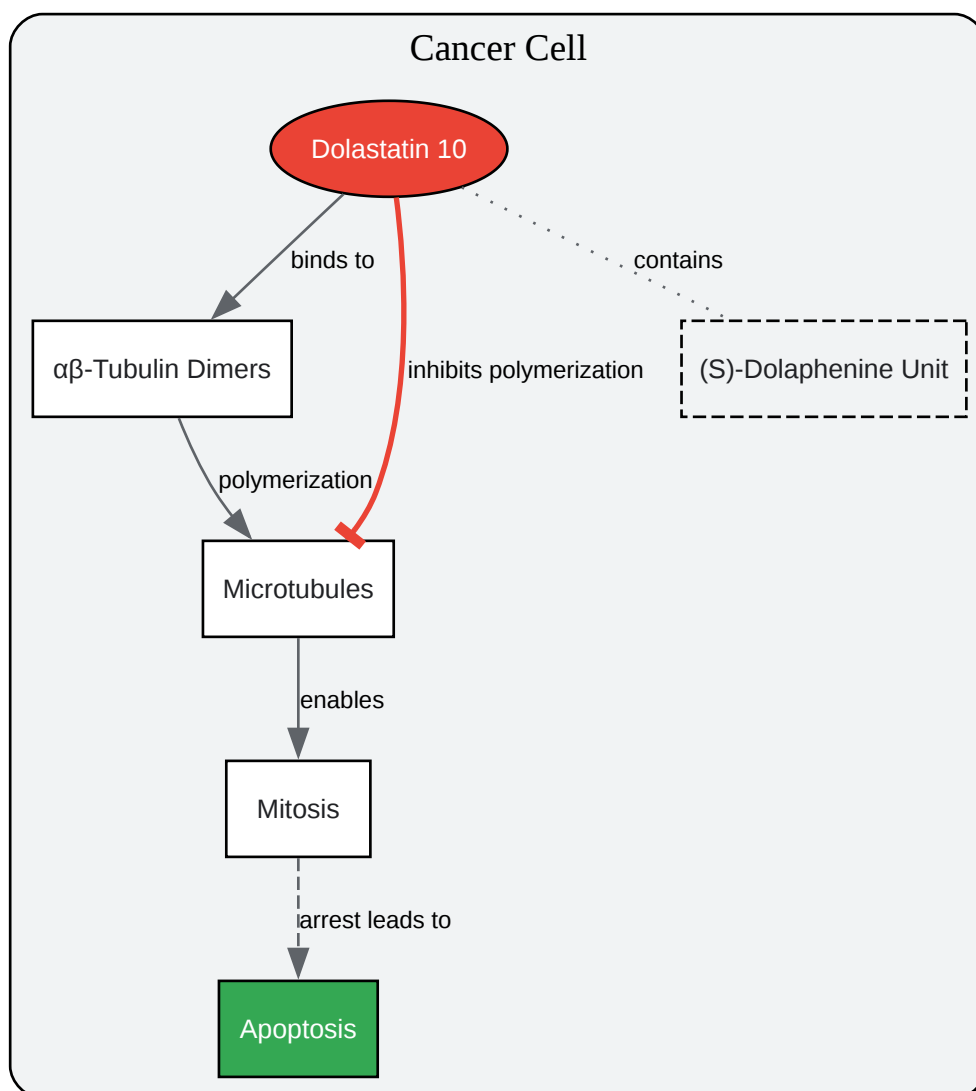 Cancer Cell
Dolastatin 10
binds to
contains
αβ-Tubulin Dimers
inhibits polymerization
(S)-Dolaphenine Unit
polymerization
Microtubules
enables
Mitosis
arrest leads to
Apoptosis